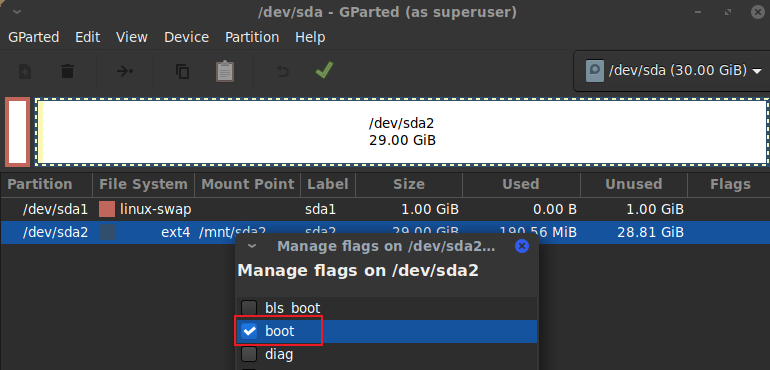 /dev/sda - GParted (as superuser)
GParted Edit View Device Partition Help
/dev/sda (30.00 GiB)
/dev/sda2
29.00 GiB
Partition File System Mount Point Label Size Used Unused Flags
/dev/sda1 linux-swap sda1 1.00 GiB 0.00 B 1.00 GiB
/dev/sda2 ext4 /mnt/sda2 sda2 29.00 GiB 190.56 MiB 28.81 GiB
Manage flags on /dev/sda2...
Manage flags on /dev/sda2
bls_boot
boot
diag